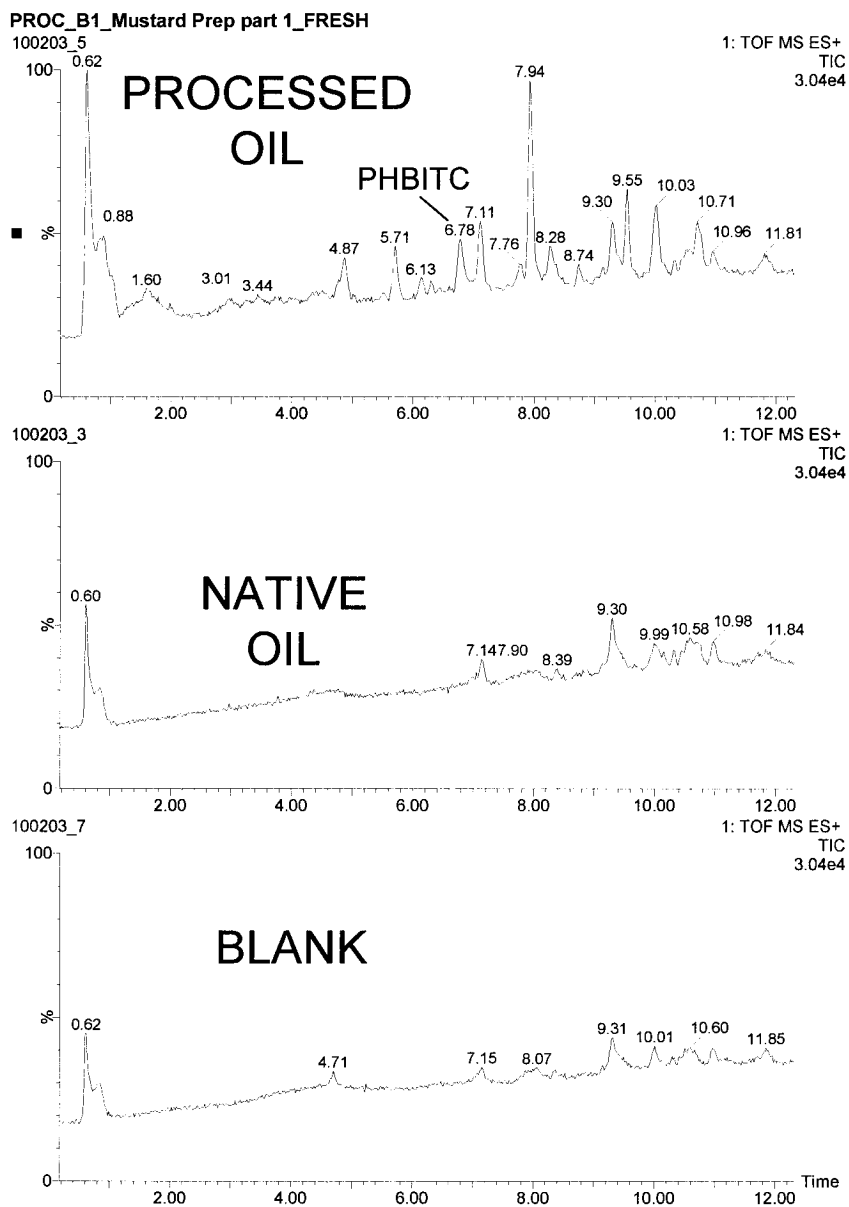 PROC_B1_Mustard Prep part 1_FRESH
100203_5
1: TOF MS ES+
TIC
3.04e4
100
%
0
PROCESSED
OIL
PHBITC
0.62
0.88
1.60
3.01
3.44
4.87
5.71
6.13
6.78
7.11
7.76
7.94
8.28
8.74
9.30
9.55
10.03
10.71
10.96
11.81
2.00 4.00 6.00 8.00 10.00 12.00
100203_3
1: TOF MS ES+
TIC
3.04e4
100
%
0
NATIVE
OIL
0.60
7.14
7.90
8.39
9.30
9.99
10.58
10.98
11.84
2.00 4.00 6.00 8.00 10.00 12.00
100203_7
1: TOF MS ES+
TIC
3.04e4
100
%
0
BLANK
0.62
4.71
7.15
8.07
9.31
10.01
10.60
11.85
Time
2.00 4.00 6.00 8.00 10.00 12.00